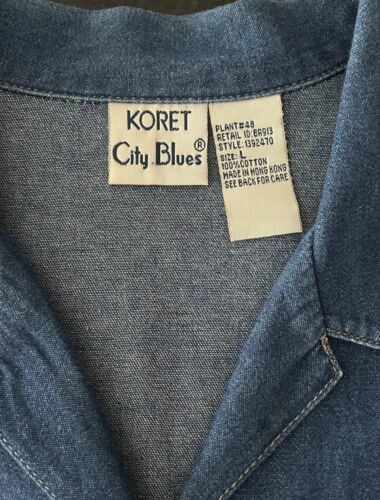 KORET
City Blues®
PLANT#48
RETAIL ID:BR913
STYLE: 1392470
SIZE: L
100%COTTON
MADE IN HONG KONG
SEE BACK FOR CARE